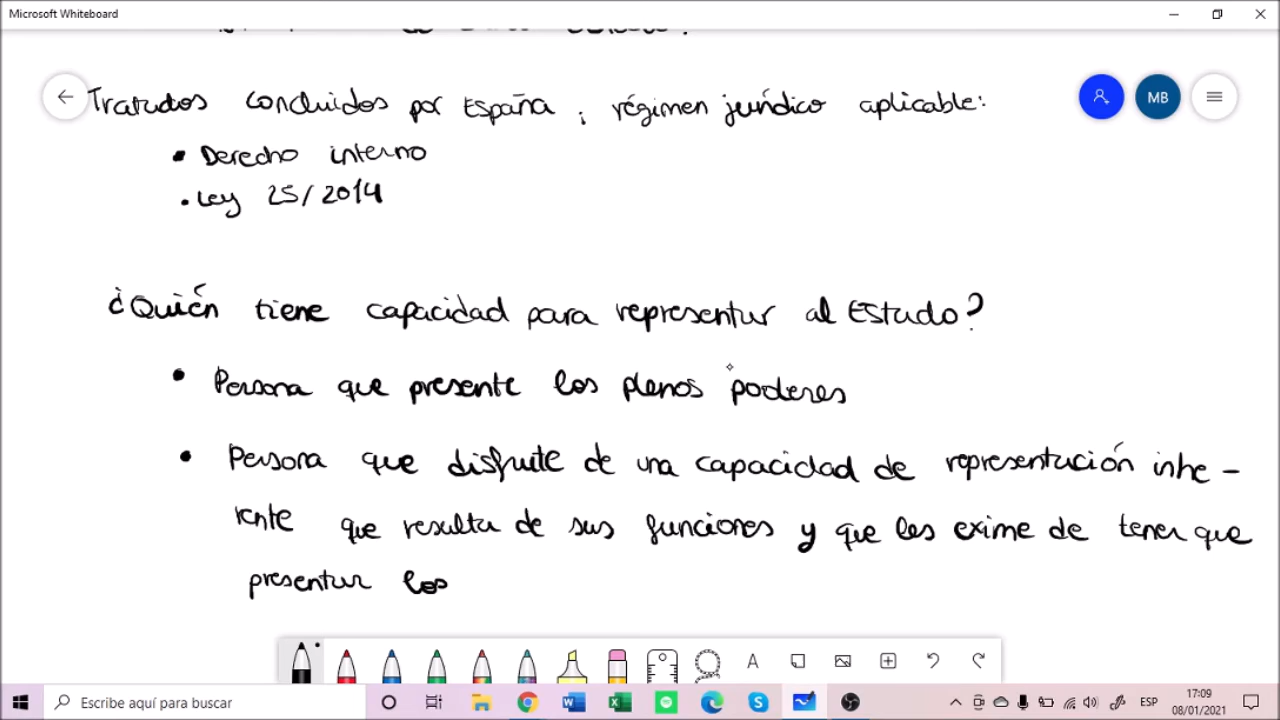 Microsoft Whiteboard
Tratados concluidos por España ; régimen jurídico aplicable:
• Derecho interno
• Ley 25/2014
MB
¿Quién tiene capacidad para representar al Estado?
• Persona que presente los plenos poderes
• Persona que disfrute de una capacidad de representación inhe-
rente que resulta de sus funciones y que les exime de tener que
presentar los
A
Escribe aquí para buscar
ESP
17:09
08/01/2021